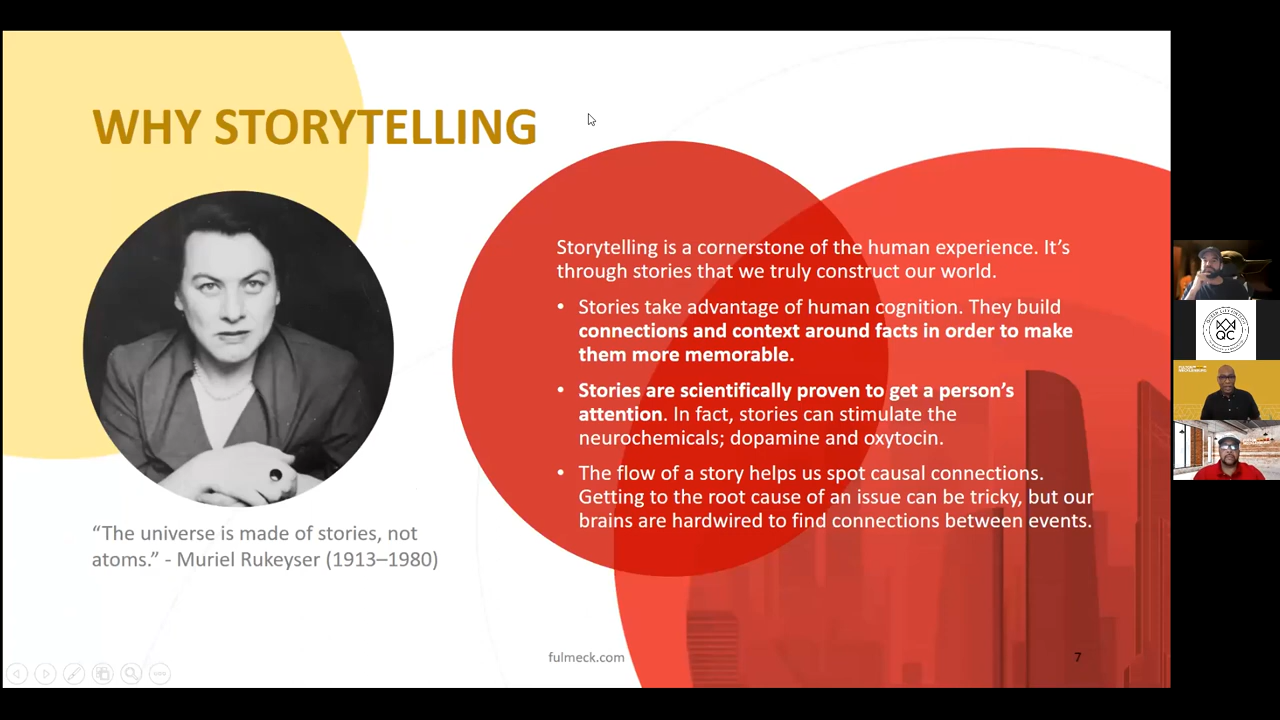 WHY STORYTELLING
Storytelling is a cornerstone of the human experience. It’s
through stories that we truly construct our world.
• Stories take advantage of human cognition. They build
connections and context around facts in order to make
them more memorable.
• Stories are scientifically proven to get a person’s
attention. In fact, stories can stimulate the
neurochemicals; dopamine and oxytocin.
• The flow of a story helps us spot causal connections.
Getting to the root cause of an issue can be tricky, but our
brains are hardwired to find connections between events.
“The universe is made of stories, not
atoms.” - Muriel Rukeyser (1913–1980)
fulmeck.com
7
QC